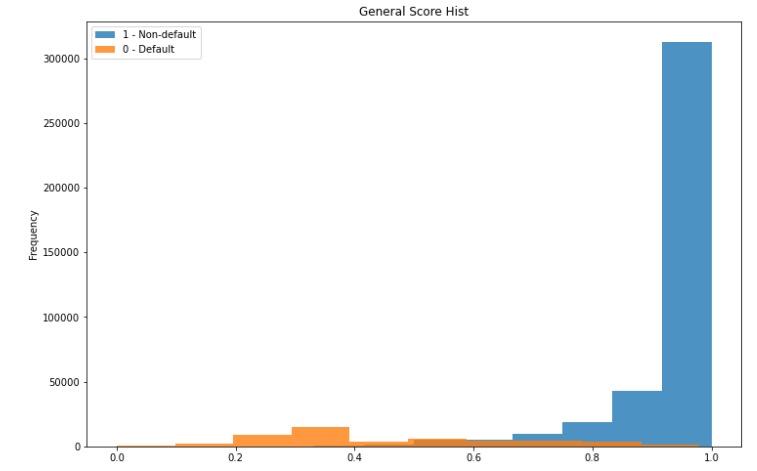 General Score Hist
1 - Non-default
0 - Default
300000
250000
200000
150000
100000
50000
0
Frequency
0.0 0.2 0.4 0.6 0.8 1.0